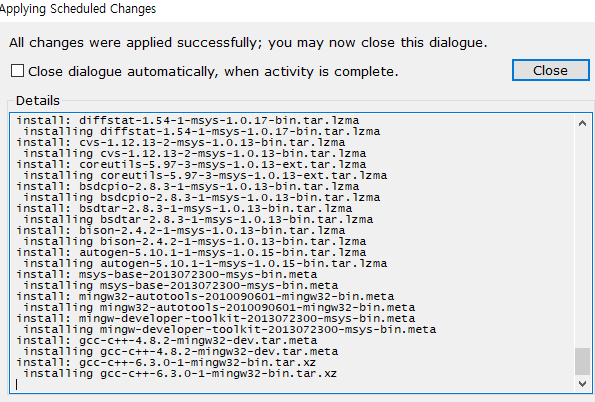 Applying Scheduled Changes
All changes were applied successfully; you may now close this dialogue.
Close dialogue automatically, when activity is complete.
Close
Details
install: diffstat-1.54-1-msys-1.0.17-bin.tar.lzma
installing diffstat-1.54-1-msys-1.0.17-bin.tar.lzma
install: cvs-1.12.13-2-msys-1.0.13-bin.tar.lzma
installing cvs-1.12.13-2-msys-1.0.13-bin.tar.lzma
install: coreutils-5.97-3-msys-1.0.13-ext.tar.lzma
installing coreutils-5.97-3-msys-1.0.13-ext.tar.lzma
install: bsdcpio-2.8.3-1-msys-1.0.13-bin.tar.lzma
installing bsdcpio-2.8.3-1-msys-1.0.13-bin.tar.lzma
install: bsdtar-2.8.3-1-msys-1.0.13-bin.tar.lzma
installing bsdtar-2.8.3-1-msys-1.0.13-bin.tar.lzma
install: bison-2.4.2-1-msys-1.0.13-bin.tar.lzma
installing bison-2.4.2-1-msys-1.0.13-bin.tar.lzma
install: autogen-5.10.1-1-msys-1.0.15-bin.tar.lzma
installing autogen-5.10.1-1-msys-1.0.15-bin.tar.lzma
install: msys-base-2013072300-msys-bin.meta
installing msys-base-2013072300-msys-bin.meta
install: mingw32-autotools-2010090601-mingw32-bin.meta
installing mingw32-autotools-2010090601-mingw32-bin.meta
install: mingw-developer-toolkit-2013072300-msys-bin.meta
installing mingw-developer-toolkit-2013072300-msys-bin.meta
install: gcc-c++-4.8.2-mingw32-dev.tar.meta
installing gcc-c++-4.8.2-mingw32-dev.tar.meta
install: gcc-c++-6.3.0-1-mingw32-bin.tar.xz
installing gcc-c++-6.3.0-1-mingw32-bin.tar.xz